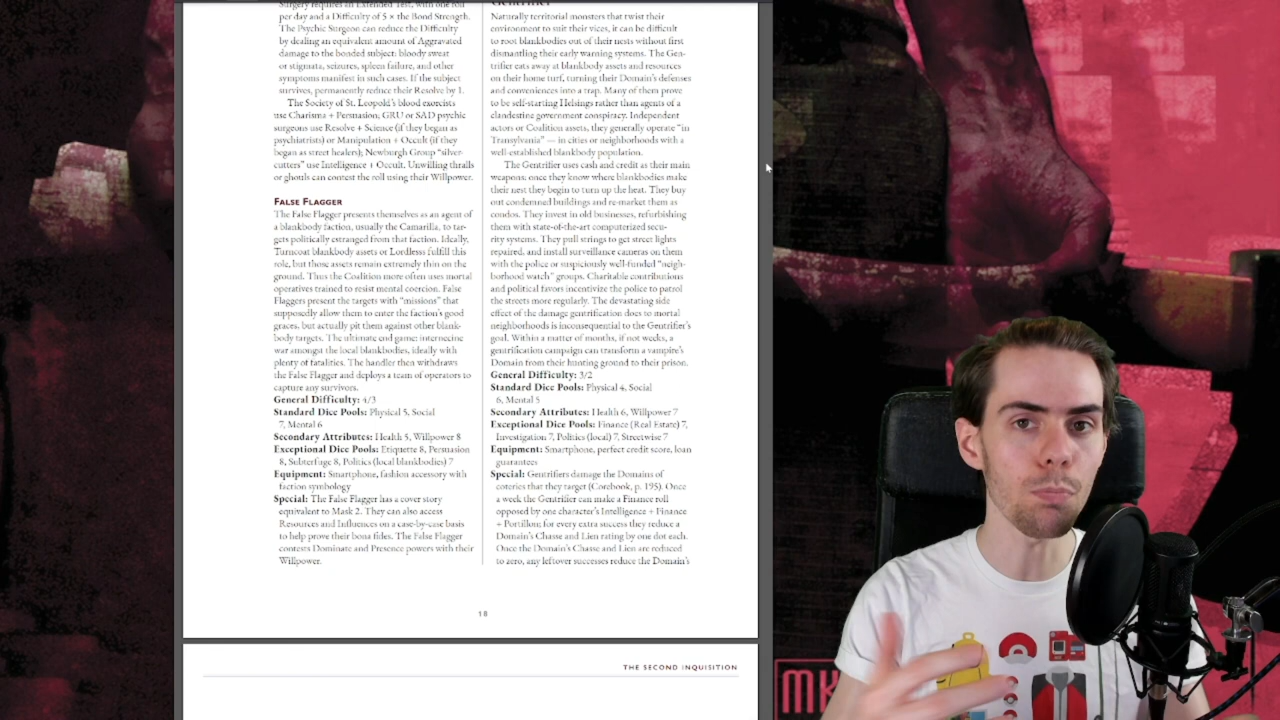 Surgery requires an Extended Test, with one roll
per day and a Difficulty of 5 × the Bond Strength.
The Psychic Surgeon can reduce the Difficulty
by dealing an equivalent amount of Aggravated
damage to the bonded subject: bloody sweat
or stigmata, seizures, spleen failure, and other
symptoms manifest in such cases. If the subject
survives, permanently reduce their Resolve by 1.
The Society of St. Leopold's blood exorcists
use Charisma + Persuasion; GRU or SAD psychic
surgeons use Resolve + Science (if they began as
psychiatrists) or Manipulation + Occult (if they
began as street healers); Newburgh Group "silver-
cutters" use Intelligence + Occult. Unwilling thralls
or ghouls can contest the roll using their Willpower.
False Flagger
The False Flagger presents themselves as an agent of
a blankbody faction, usually the Camarilla, to tar-
gets politically estranged from that faction. Ideally,
Turncoat blankbody assets or Lordless fulfill this
role, but those assets remain extremely thin on the
ground. Thus the Coalition more often uses mortal
operatives trained to resist mental coercion. False
Flaggers present the targets with "missions" that
supposedly allow them to enter the faction's good
graces, but actually pit them against other blank-
body targets. The ultimate end game: internecine
war amongst the local blankbodies, ideally with
plenty of fatalities. The handler then withdraws
the False Flagger and deploys a team of operators to
capture any survivors.
General Difficulty: 4/3
Standard Dice Pools: Physical 5, Social
7, Mental 6
Secondary Attributes: Health 5, Willpower 8
Exceptional Dice Pools: Etiquette 8, Persuasion
8, Subterfuge 8, Politics (local blankbodies) 7
Equipment: Smartphone, fashion accessory with
faction symbology
Special: The False Flagger has a cover story
equivalent to Mask 2. They can also access
Resources and Influences on a case-by-case basis
to help prove their bona fides. The False Flagger
contests Dominate and Presence powers with their
Willpower.
Gentrifier
Naturally territorial monsters that twist their
environment to suit their vices, it can be difficult
to root blankbodies out of their nests without first
dismantling their early warning systems. The Gen-
trifier eats away at blankbody assets and resources
on their home turf, turning their Domain's defenses
and conveniences into a trap. Many of them prove
to be self-starting Helsings rather than agents of a
clandestine government conspiracy. Independent
actors or Coalition assets, they generally operate "in
Transylvania" — in cities or neighborhoods with a
well-established blankbody population.
The Gentrifier uses cash and credit as their main
weapons: once they know where blankbodies make
their nest they begin to turn up the heat. They buy
out condemned buildings and re-market them as
condos. They invest in old businesses, refurbishing
them with state-of-the-art computerized secu-
rity systems. They pull strings to get street lights
repaired, and install surveillance cameras on them
with the police or suspiciously well-funded "neigh-
borhood watch" groups. Charitable contributions
and political favors incentivize the police to patrol
the streets more regularly. The devastating side
effect of the damage gentrification does to mortal
neighborhoods is inconsequential to the Gentrifier's
goal. Within a matter of months, if not weeks, a
gentrification campaign can transform a vampire's
Domain from their hunting ground to their prison.
General Difficulty: 3/2
Standard Dice Pools: Physical 4, Social
6, Mental 5
Secondary Attributes: Health 6, Willpower 7
Exceptional Dice Pools: Finance (Real Estate) 7,
Investigation 7, Politics (local) 7, Streetwise 7
Equipment: Smartphone, perfect credit score, loan
guarantees
Special: Gentrifiers damage the Domains of
coteries that they target (Corebook, p. 195). Once
a week the Gentrifier can make a Finance roll
opposed by one character's Intelligence + Finance
+ Portillon; for every extra success they reduce a
Domain's Chasse and Lien rating by one dot each.
Once the Domain's Chasse and Lien are reduced
to zero, any leftover successes reduce the Domain's
18
THE SECOND INQUISITION